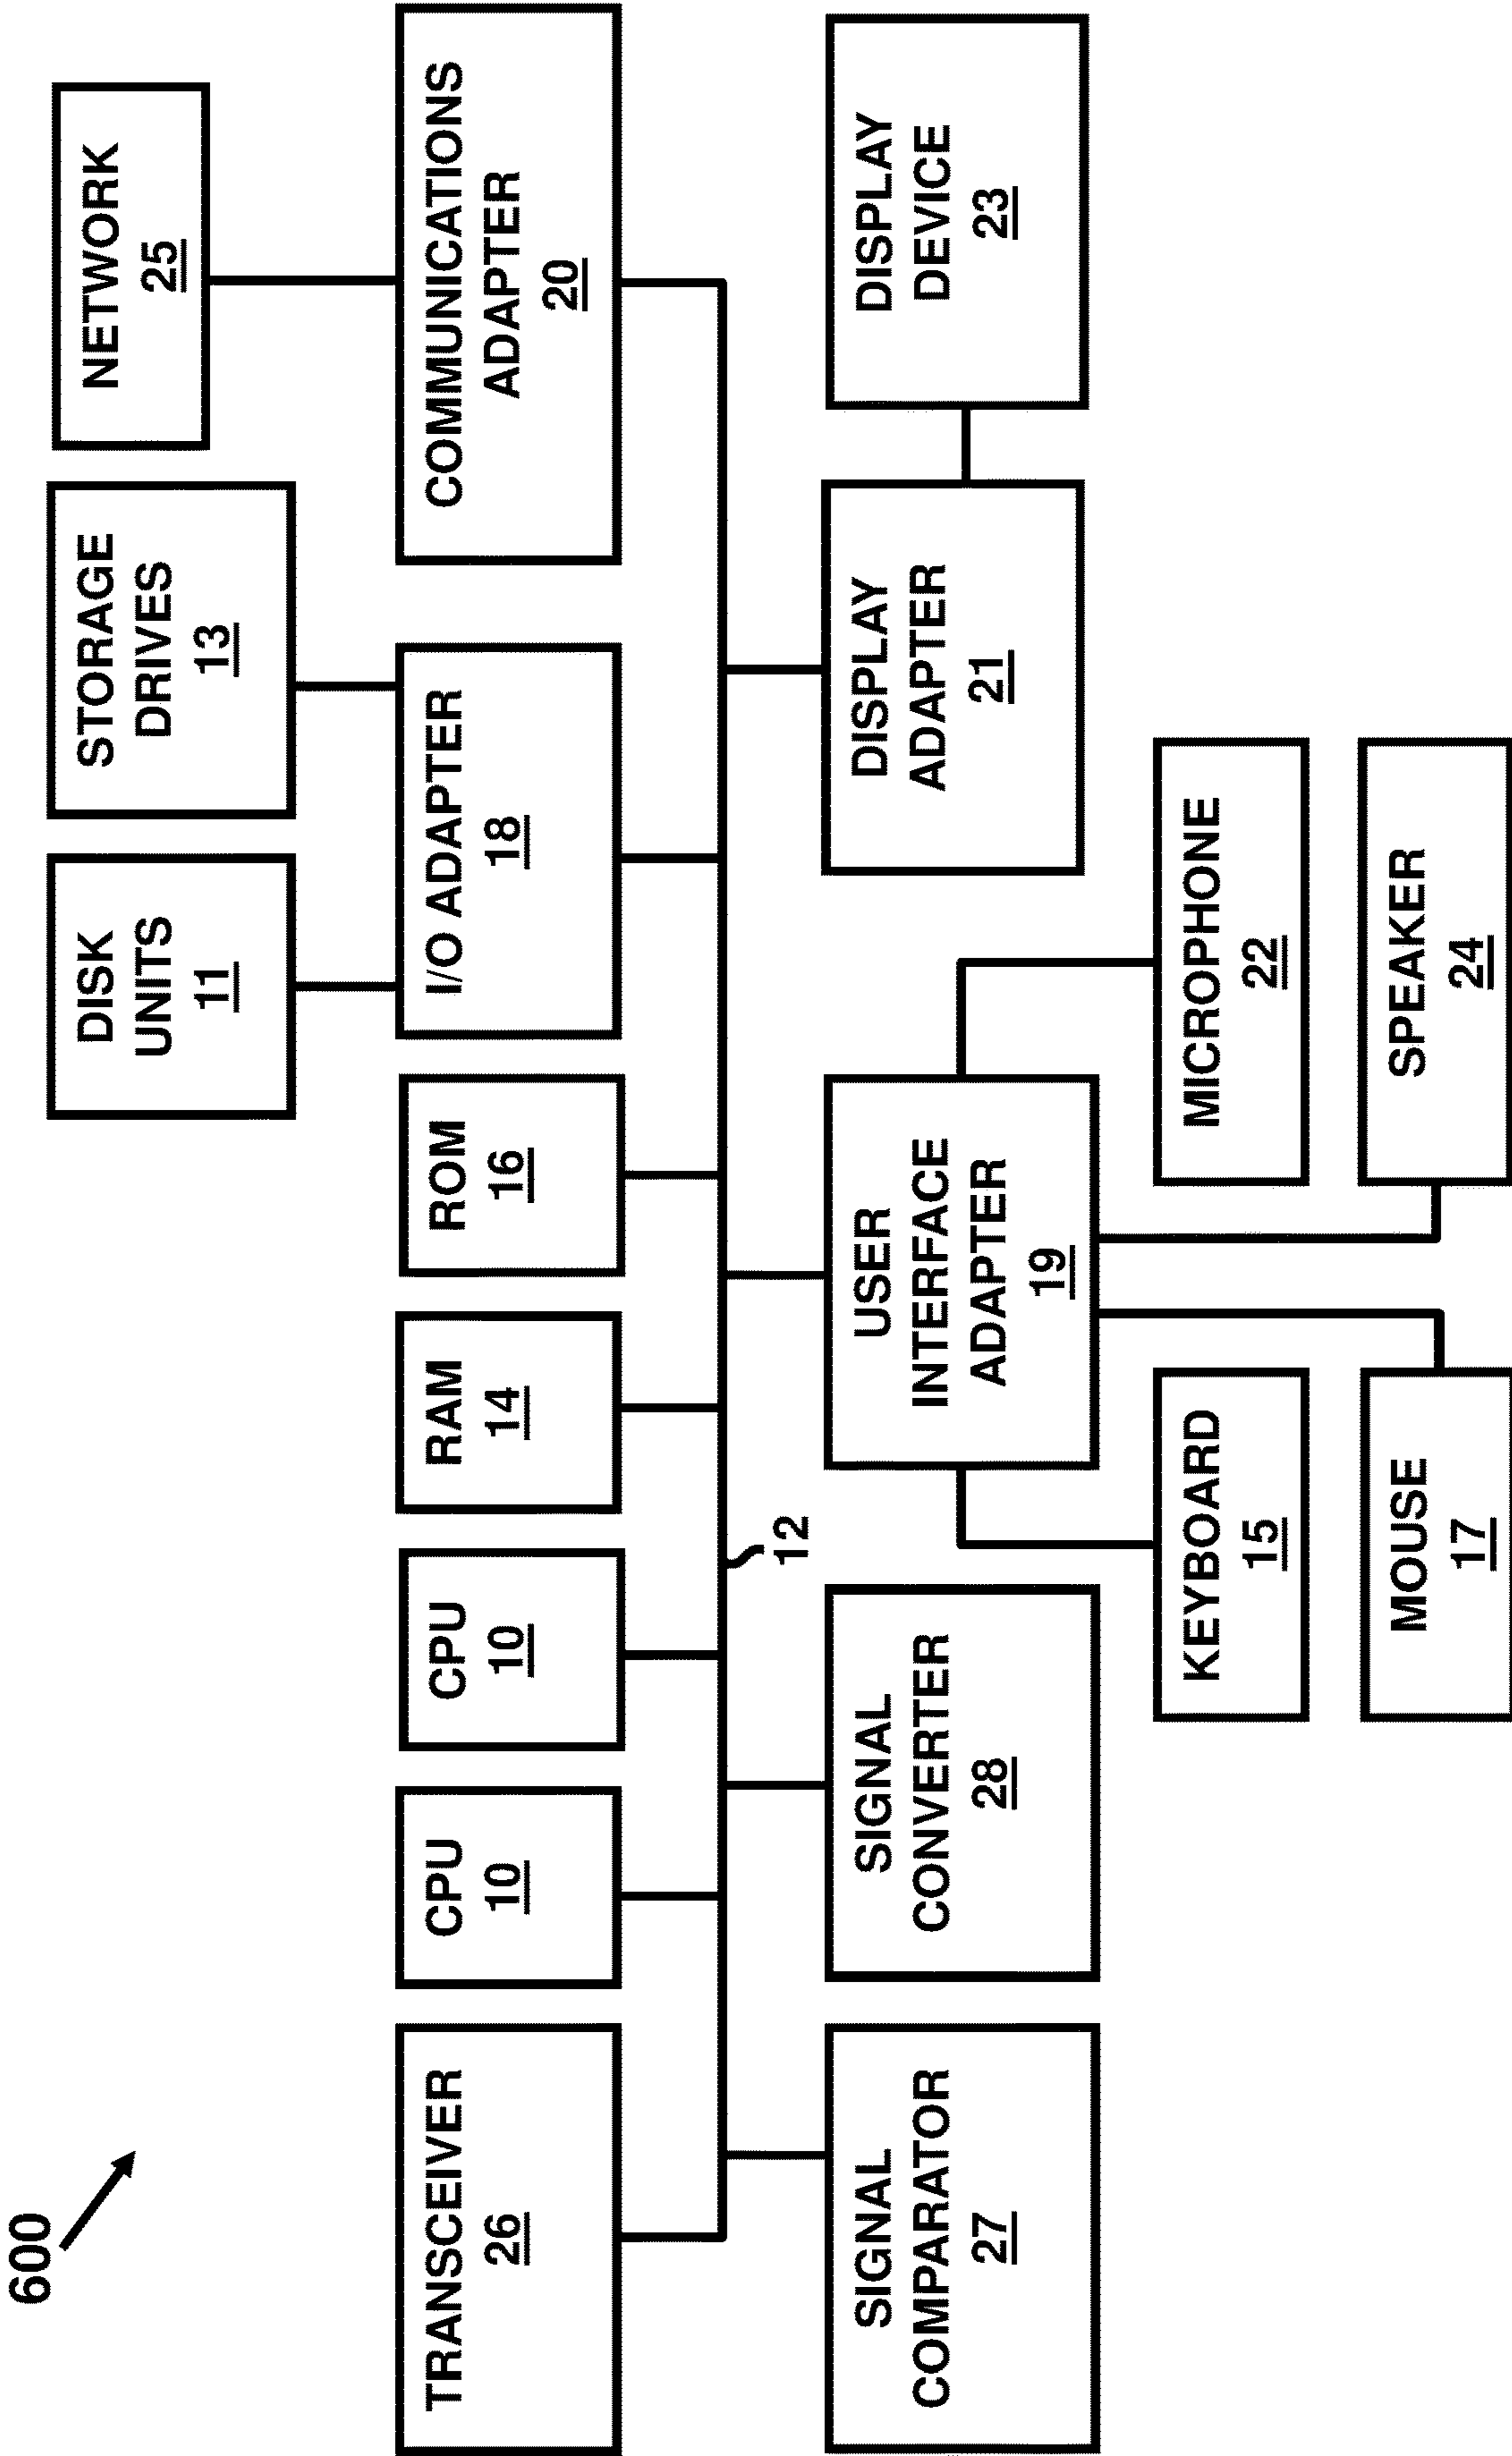 600
DISK
UNITS
11
STORAGE
DRIVES
13
NETWORK
25
TRANSCEIVER
26
CPU
10
CPU
10
RAM
14
ROM
16
I/O ADAPTER
18
COMMUNICATIONS
ADAPTER
20
12
SIGNAL
COMPARATOR
27
SIGNAL
CONVERTER
28
USER
INTERFACE
ADAPTER
19
DISPLAY
ADAPTER
21
DISPLAY
DEVICE
23
KEYBOARD
15
MICROPHONE
22
MOUSE
17
SPEAKER
24